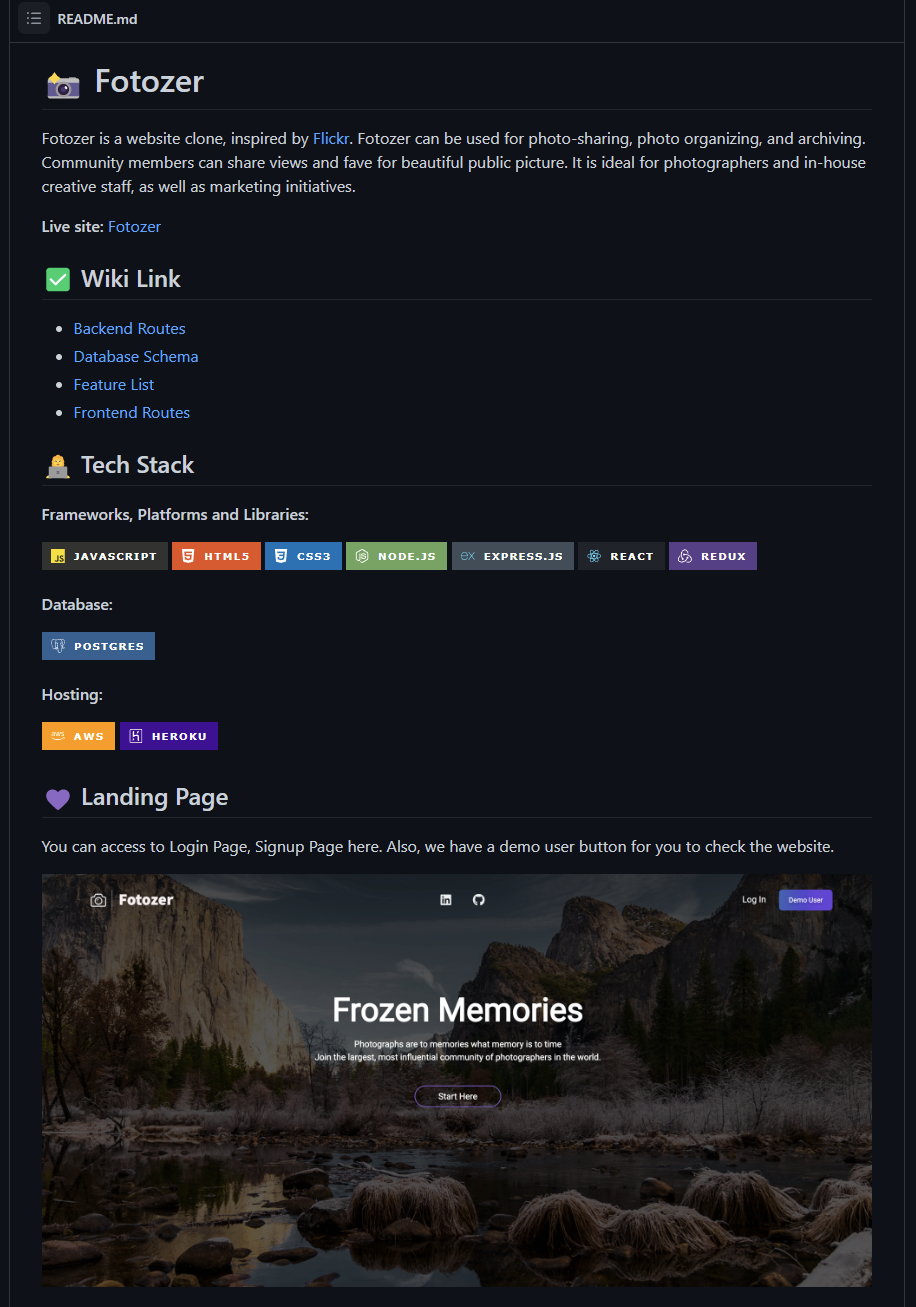 README.md
Fotozer
Fotozer is a website clone, inspired by Flickr. Fotozer can be used for photo-sharing, photo organizing, and archiving.
Community members can share views and fave for beautiful public picture. It is ideal for photographers and in-house
creative staff, as well as marketing initiatives.
Live site: Fotozer
Wiki Link
Backend Routes
Database Schema
Feature List
Frontend Routes
Tech Stack
Frameworks, Platforms and Libraries:
JS JAVASCRIPT HTML5 CSS3 NODE.JS EX EXPRESS.JS REACT REDUX
Database:
POSTGRES
Hosting:
aws AWS HEROKU
Landing Page
You can access to Login Page, Signup Page here. Also, we have a demo user button for you to check the website.
Fotozer in Log In Demo User
Frozen Memories
Photographs are to memories what memory is to time
Join the largest, most influential community of photographers in the world.
Start Here